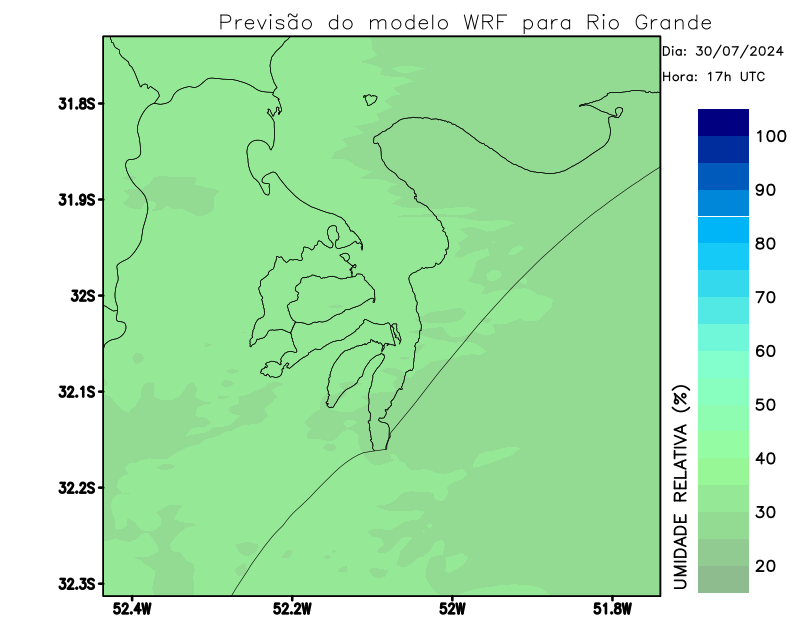 Previsão do modelo WRF para Rio Grande
Dia: 30/07/2024
Hora: 17h UTC
31.8S
31.9S
32S
32.1S
32.2S
32.3S
52.4W
52.2W
52W
51.8W
100
90
80
70
60
50
40
30
20
UMIDADE RELATIVA (%)